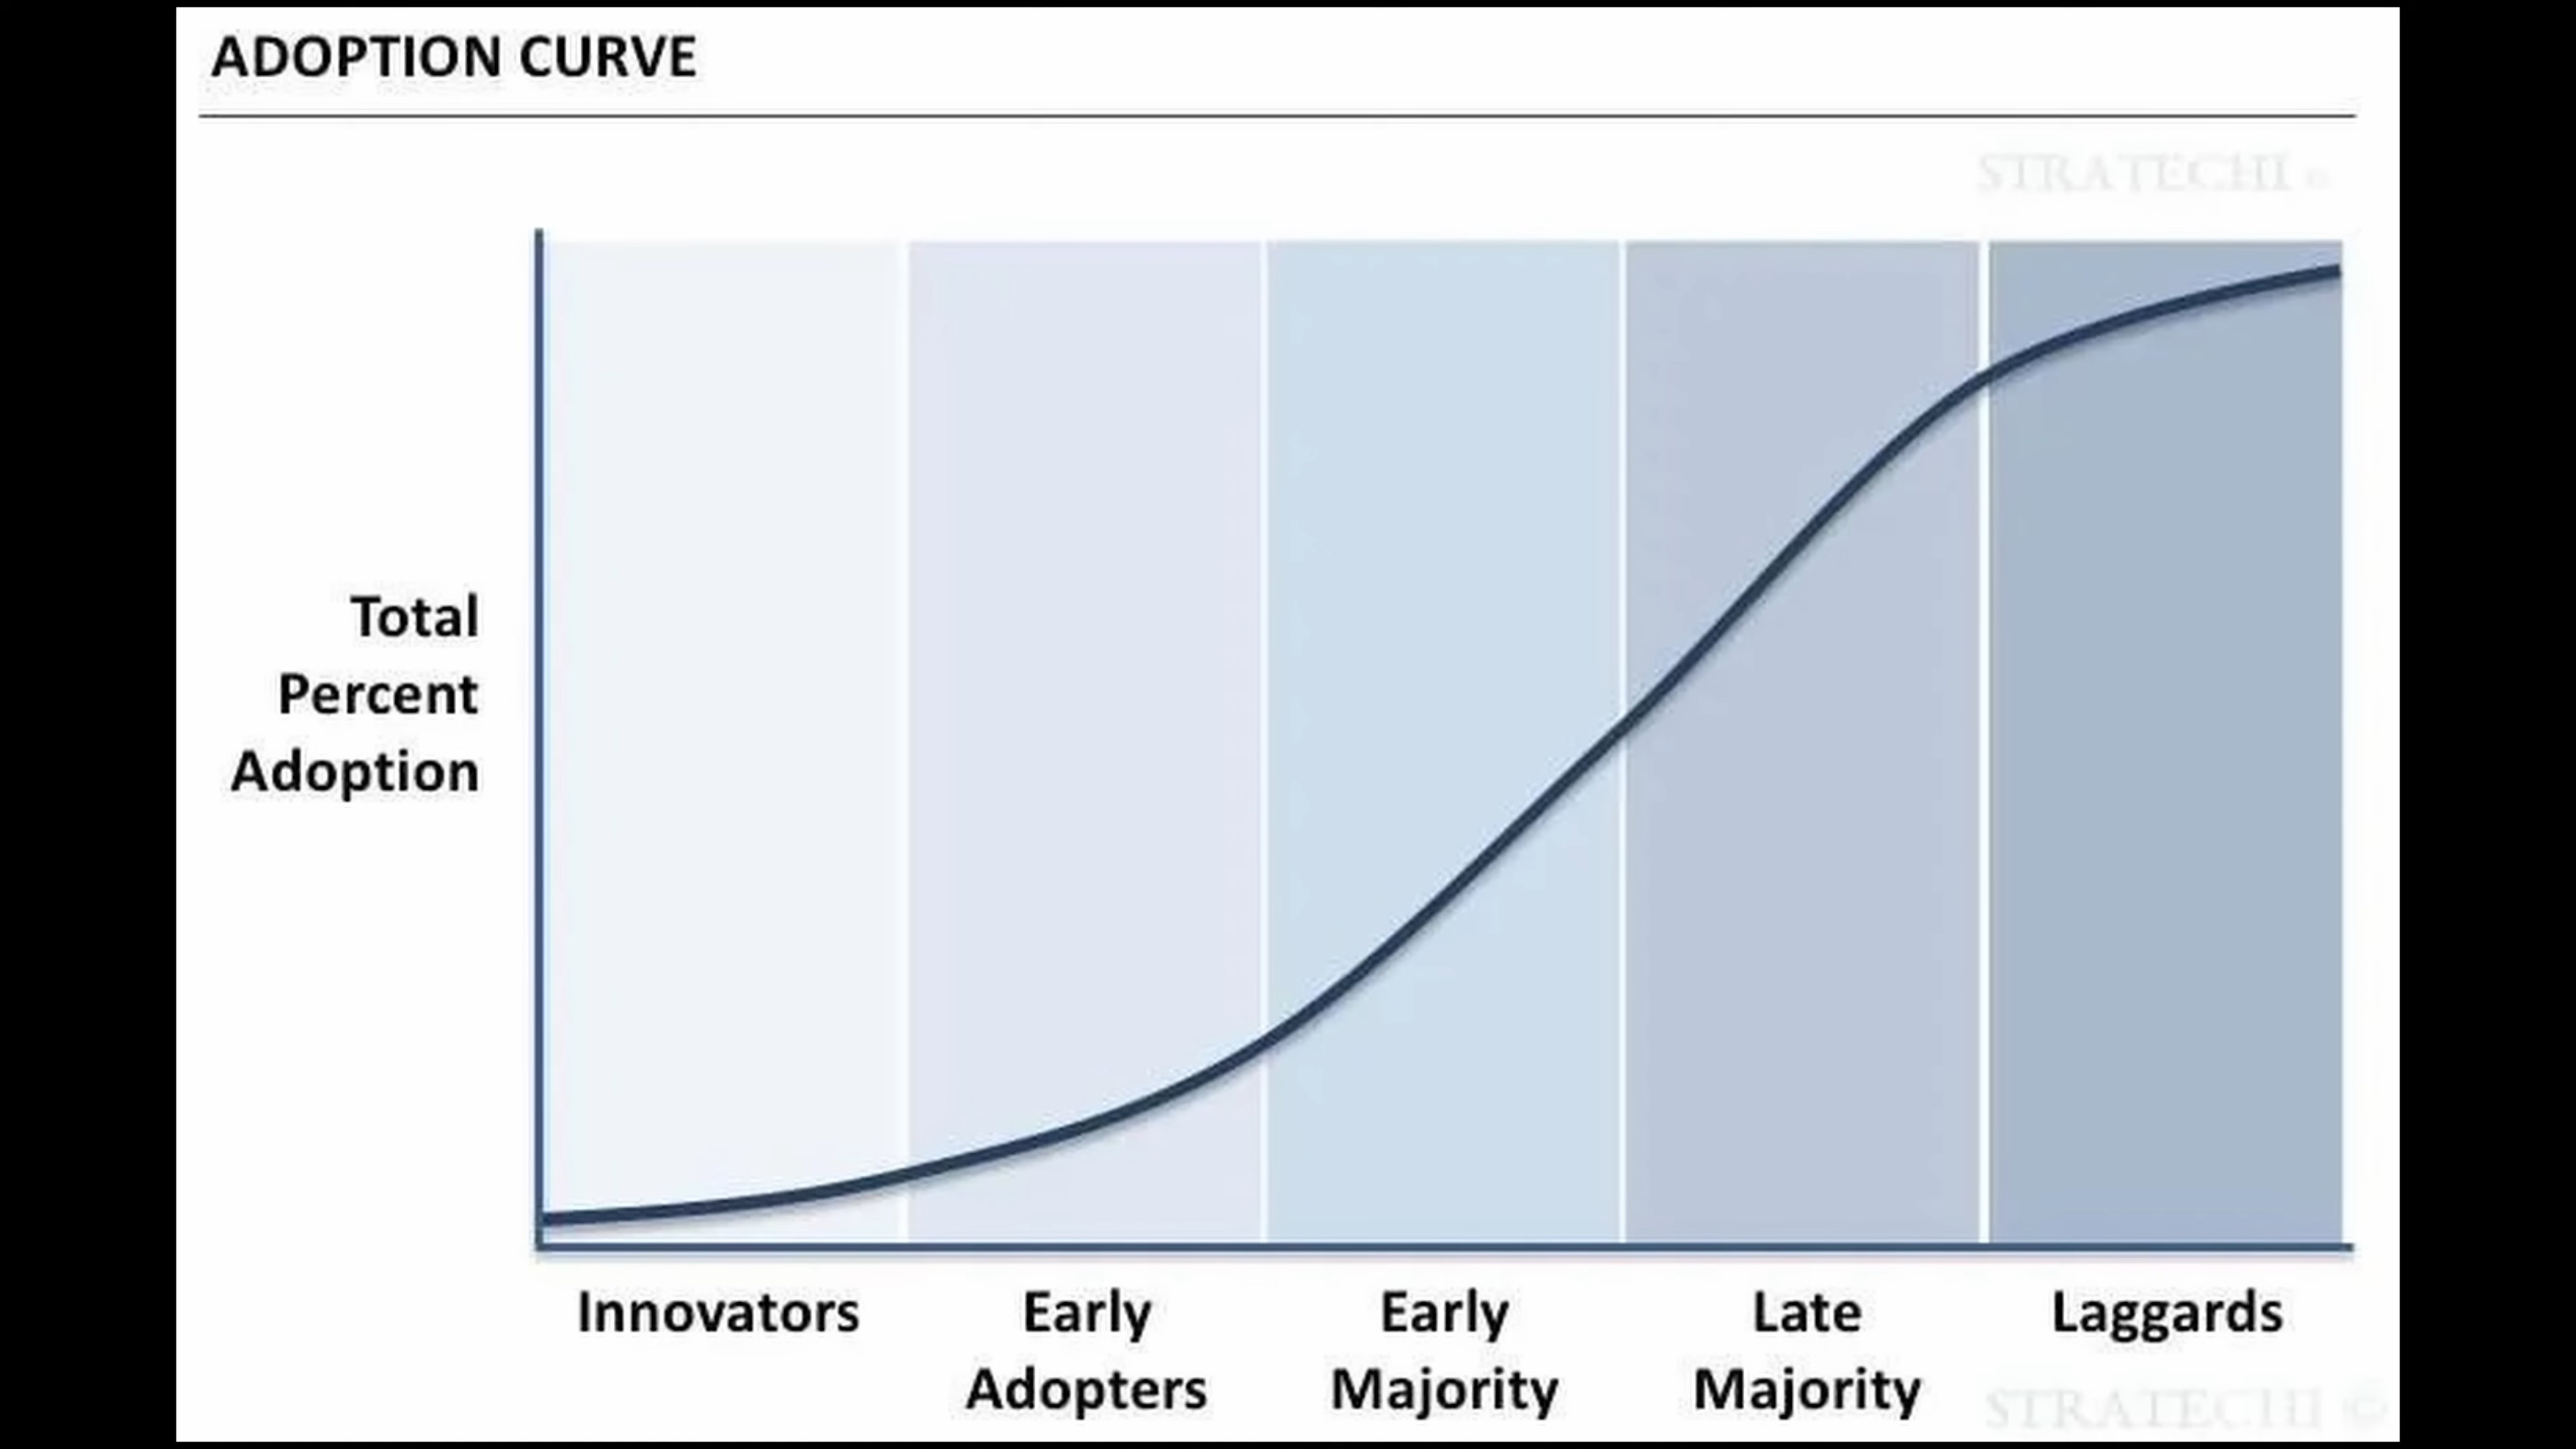 ADOPTION CURVE
STRATECHI ©
Total
Percent
Adoption
Innovators
Early
Adopters
Early
Majority
Late
Majority
Laggards
STRATECHI ©